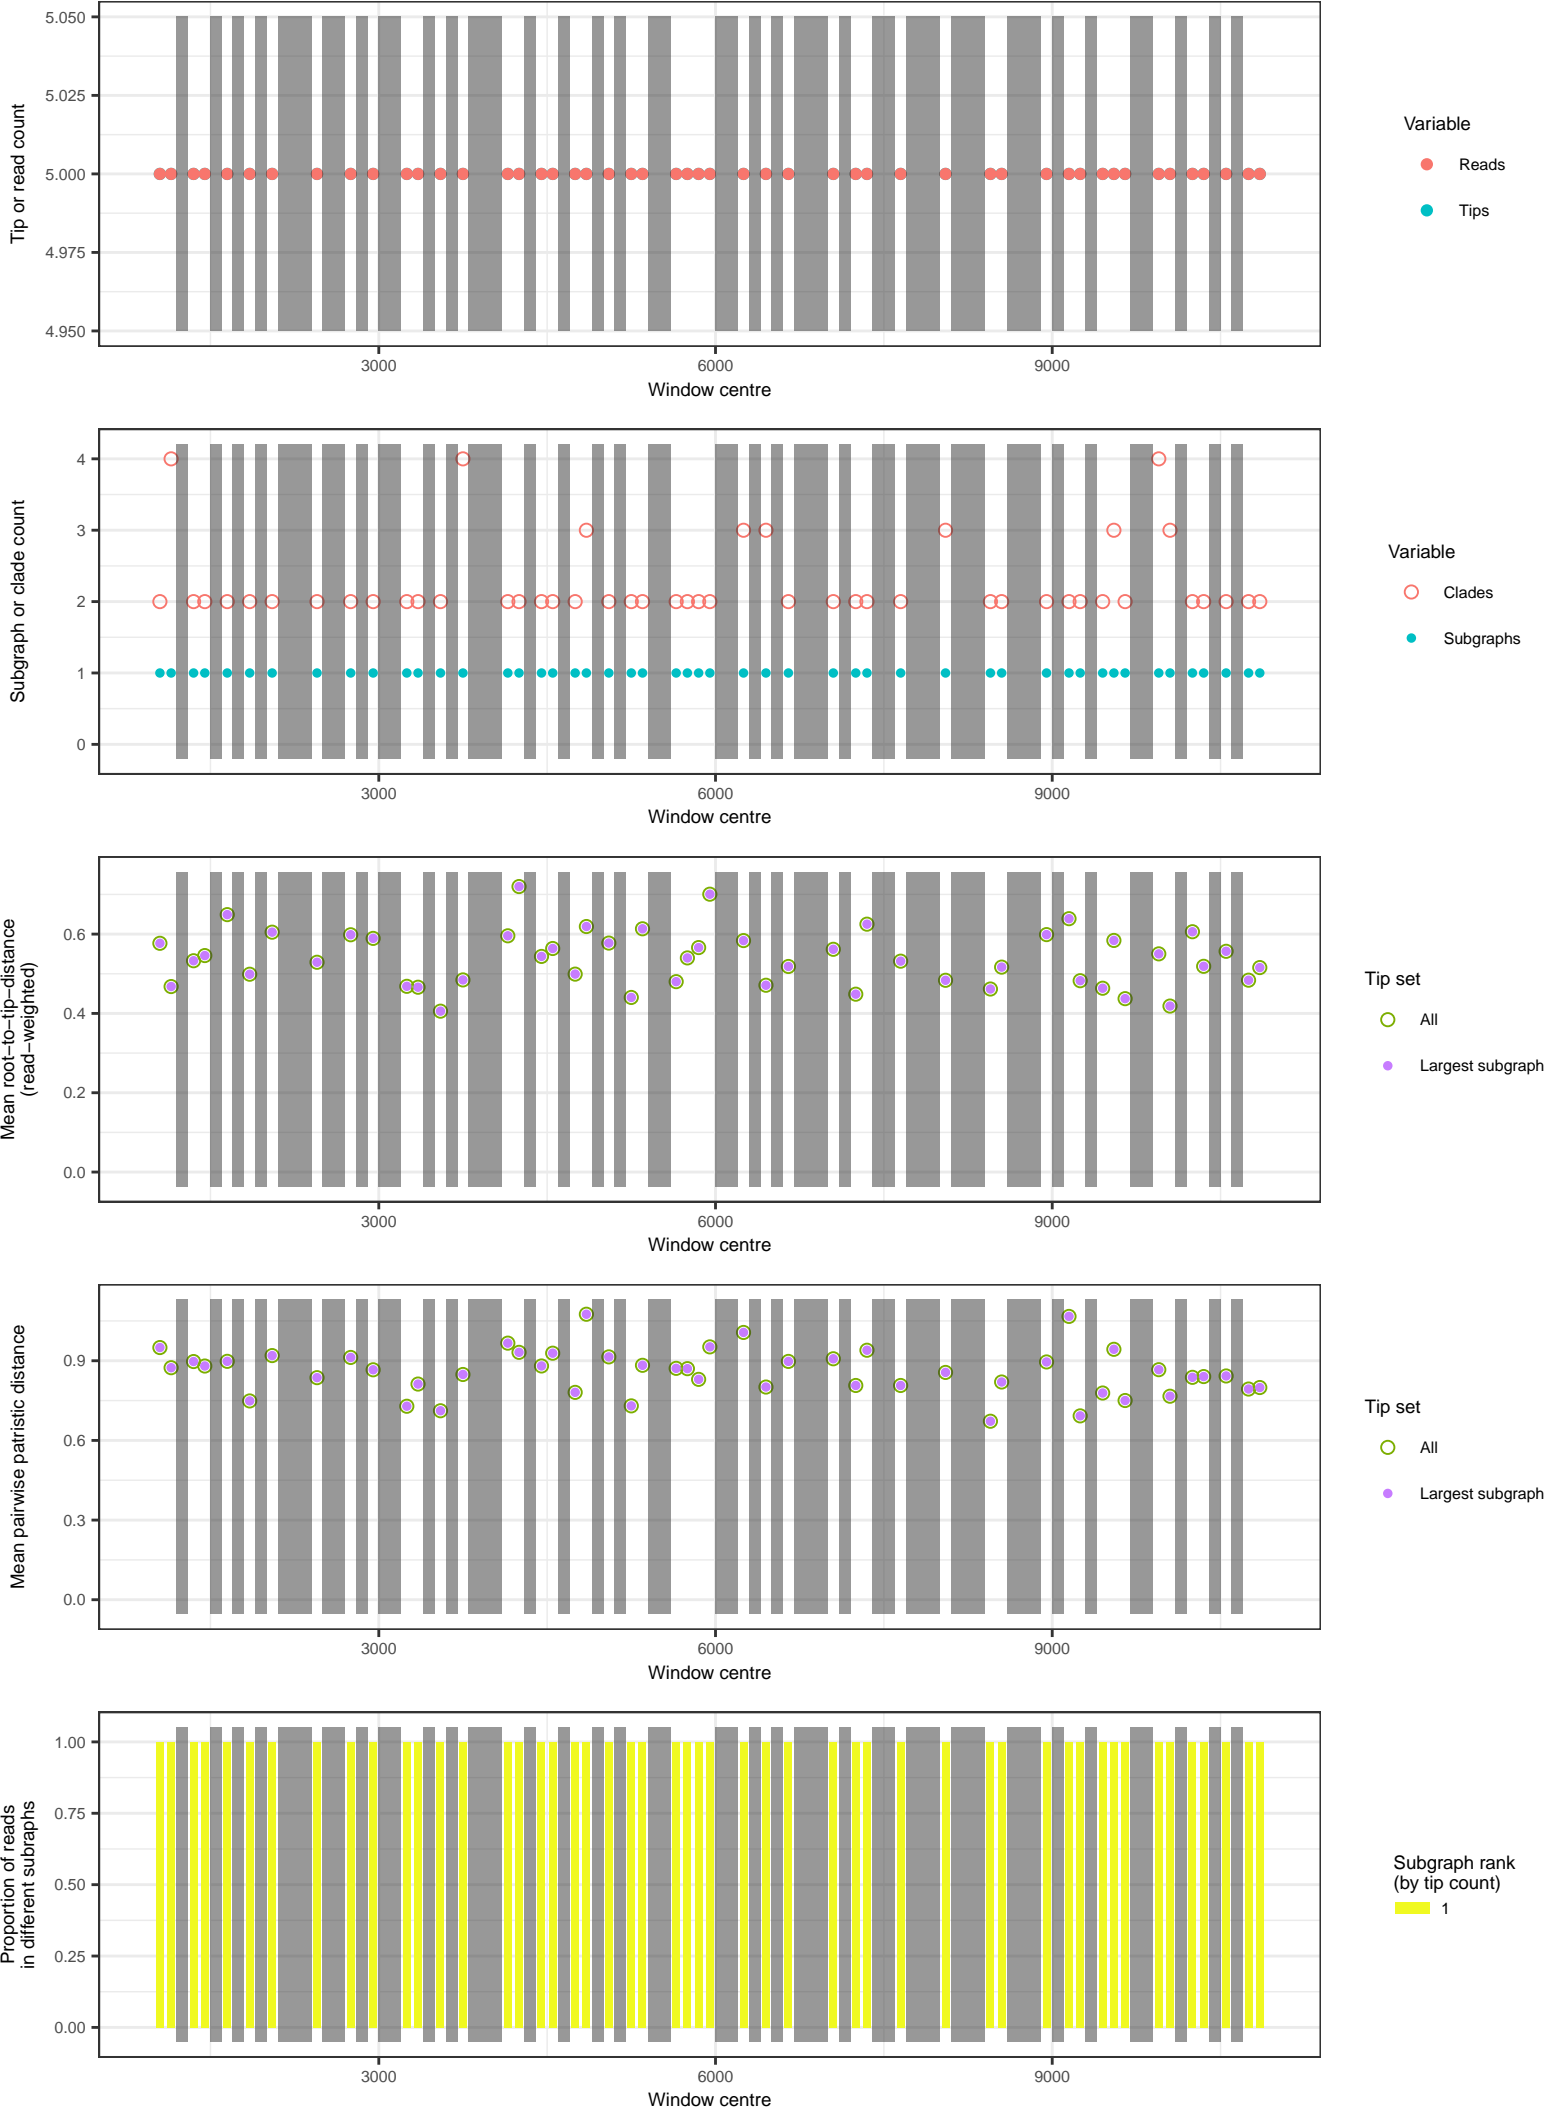 5.050
5.025
5.000
4.975
4.950
Tip or read count
3000
6000
9000
Window centre
Variable
Reads
Tips
4
3
2
1
0
Subgraph or clade count
3000
6000
9000
Window centre
Variable
Clades
Subgraphs
0.6
0.4
0.2
0.0
Mean root−to−tip−distance
(read−weighted)
3000
6000
9000
Window centre
Tip set
All
Largest subgraph
0.9
0.6
0.3
0.0
Mean pairwise patristic distance
3000
6000
9000
Window centre
Tip set
All
Largest subgraph
1.00
0.75
0.50
0.25
0.00
Proportion of reads
in different subraphs
3000
6000
9000
Window centre
Subgraph rank
(by tip count)
1